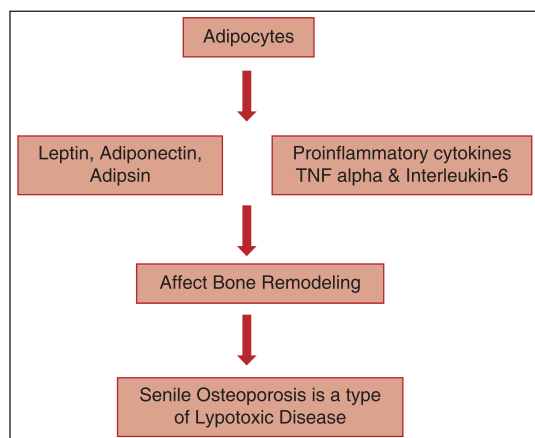 Adipocytes
Leptin, Adiponectin,
Adipsin
Proinflammatory cytokines
TNF alpha & Interleukin-6
Affect Bone Remodeling
Senile Osteoporosis is a type
of Lypotoxic Disease